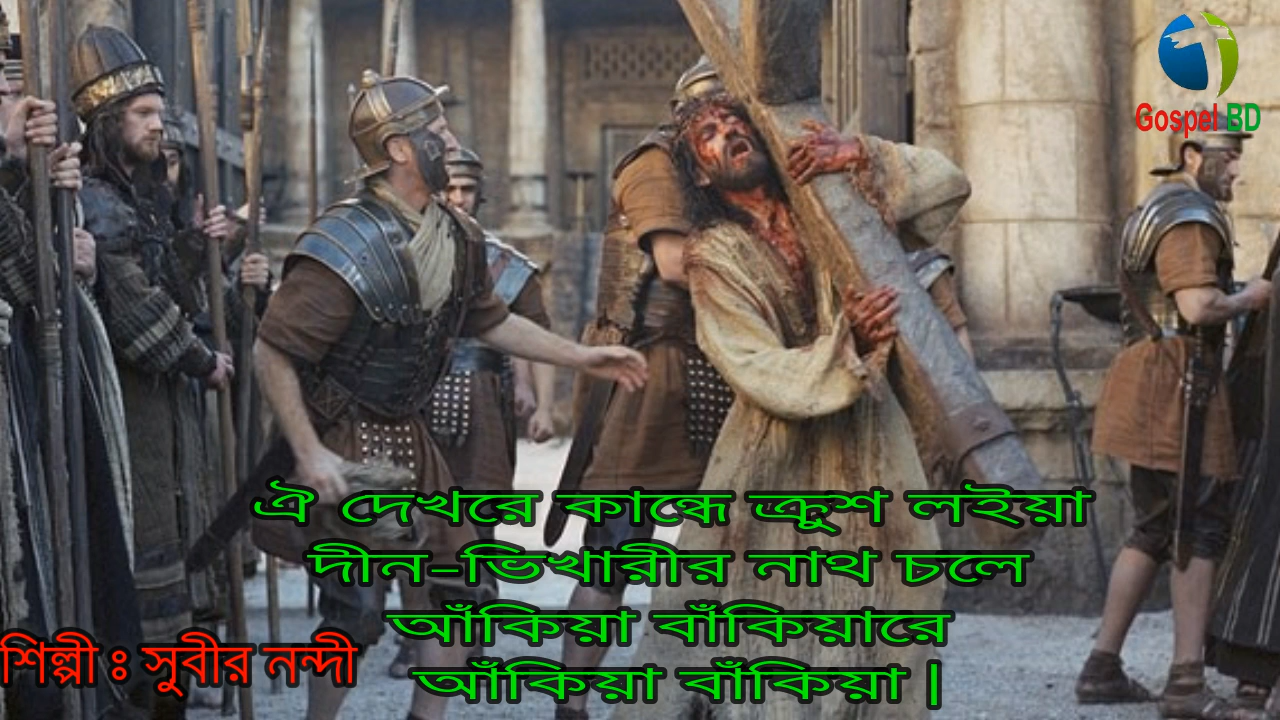 Gospel BD
ঐ দেখরে কান্ধে ক্রুশ লইয়া
দীন-ভিখারীর নাথ চলে
আঁকিয়া বাঁকিয়ারে
আঁকিয়া বাঁকিয়া |
শিল্পী ঃ সুবীর নন্দী